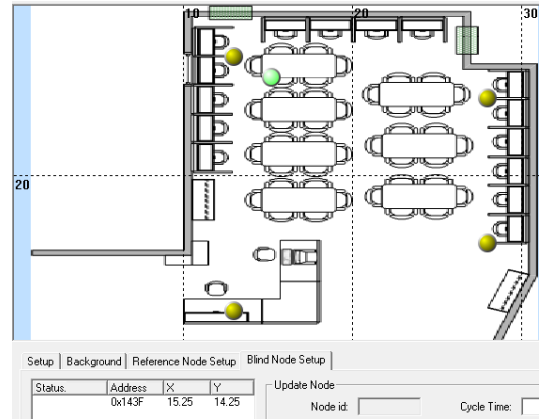 10 20 30
20
Setup Background Reference Node Setup Blind Node Setup
Status. Address X Y Update Node
0x143F 15.25 14.25 Node id: Cycle Time: